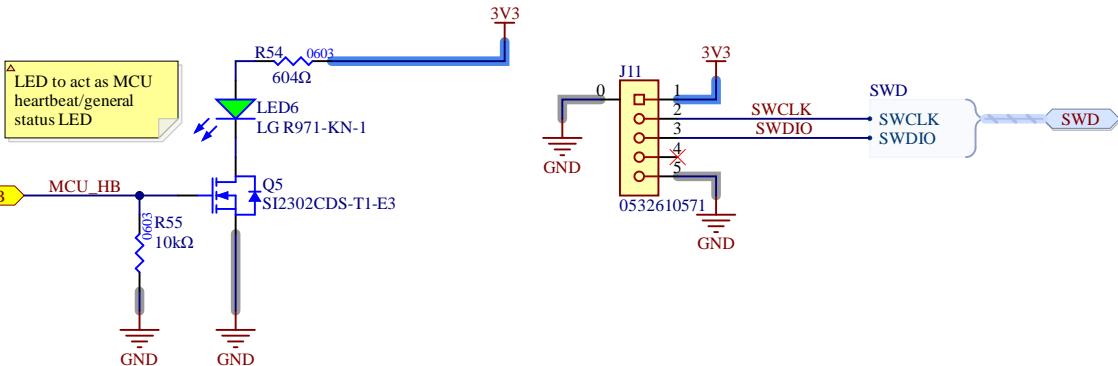 LED to act as MCU
heartbeat/general
status LED
3V3
R54
0603
604Ω
LED6
LG R971-KN-1
MCU_HB
Q5
SI2302CDS-T1-E3
0603
R55
10kΩ
GND
GND
3V3
J11
0
1
2
3
4
5
GND
0532610571
GND
SWCLK
SWDIO
SWD
SWCLK
SWDIO
SWD